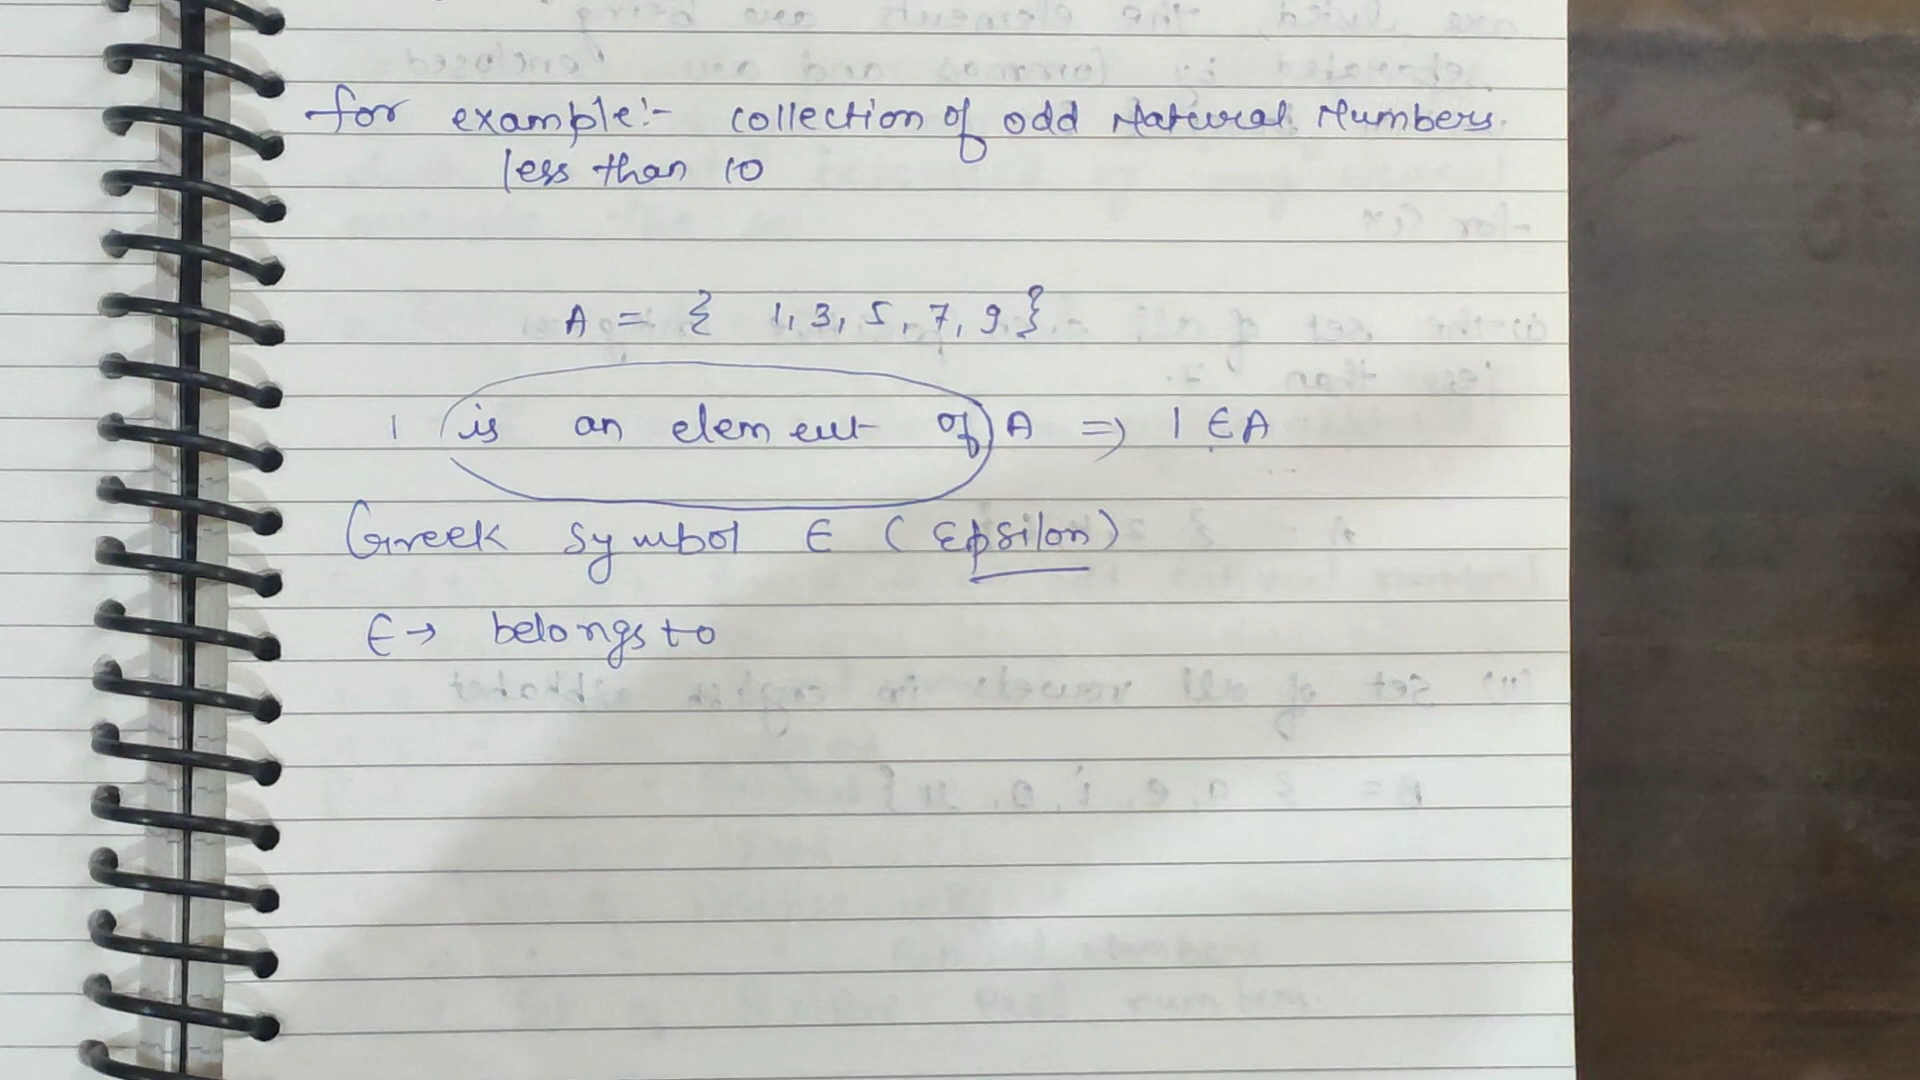 for example:- collection of odd Natural Numbers.
less than 10
A = { 1, 3, 5, 7, 9 }
1 is an element of A => 1 ∈ A
Greek symbol ∈ (Epsilon)
∈ → belongs to